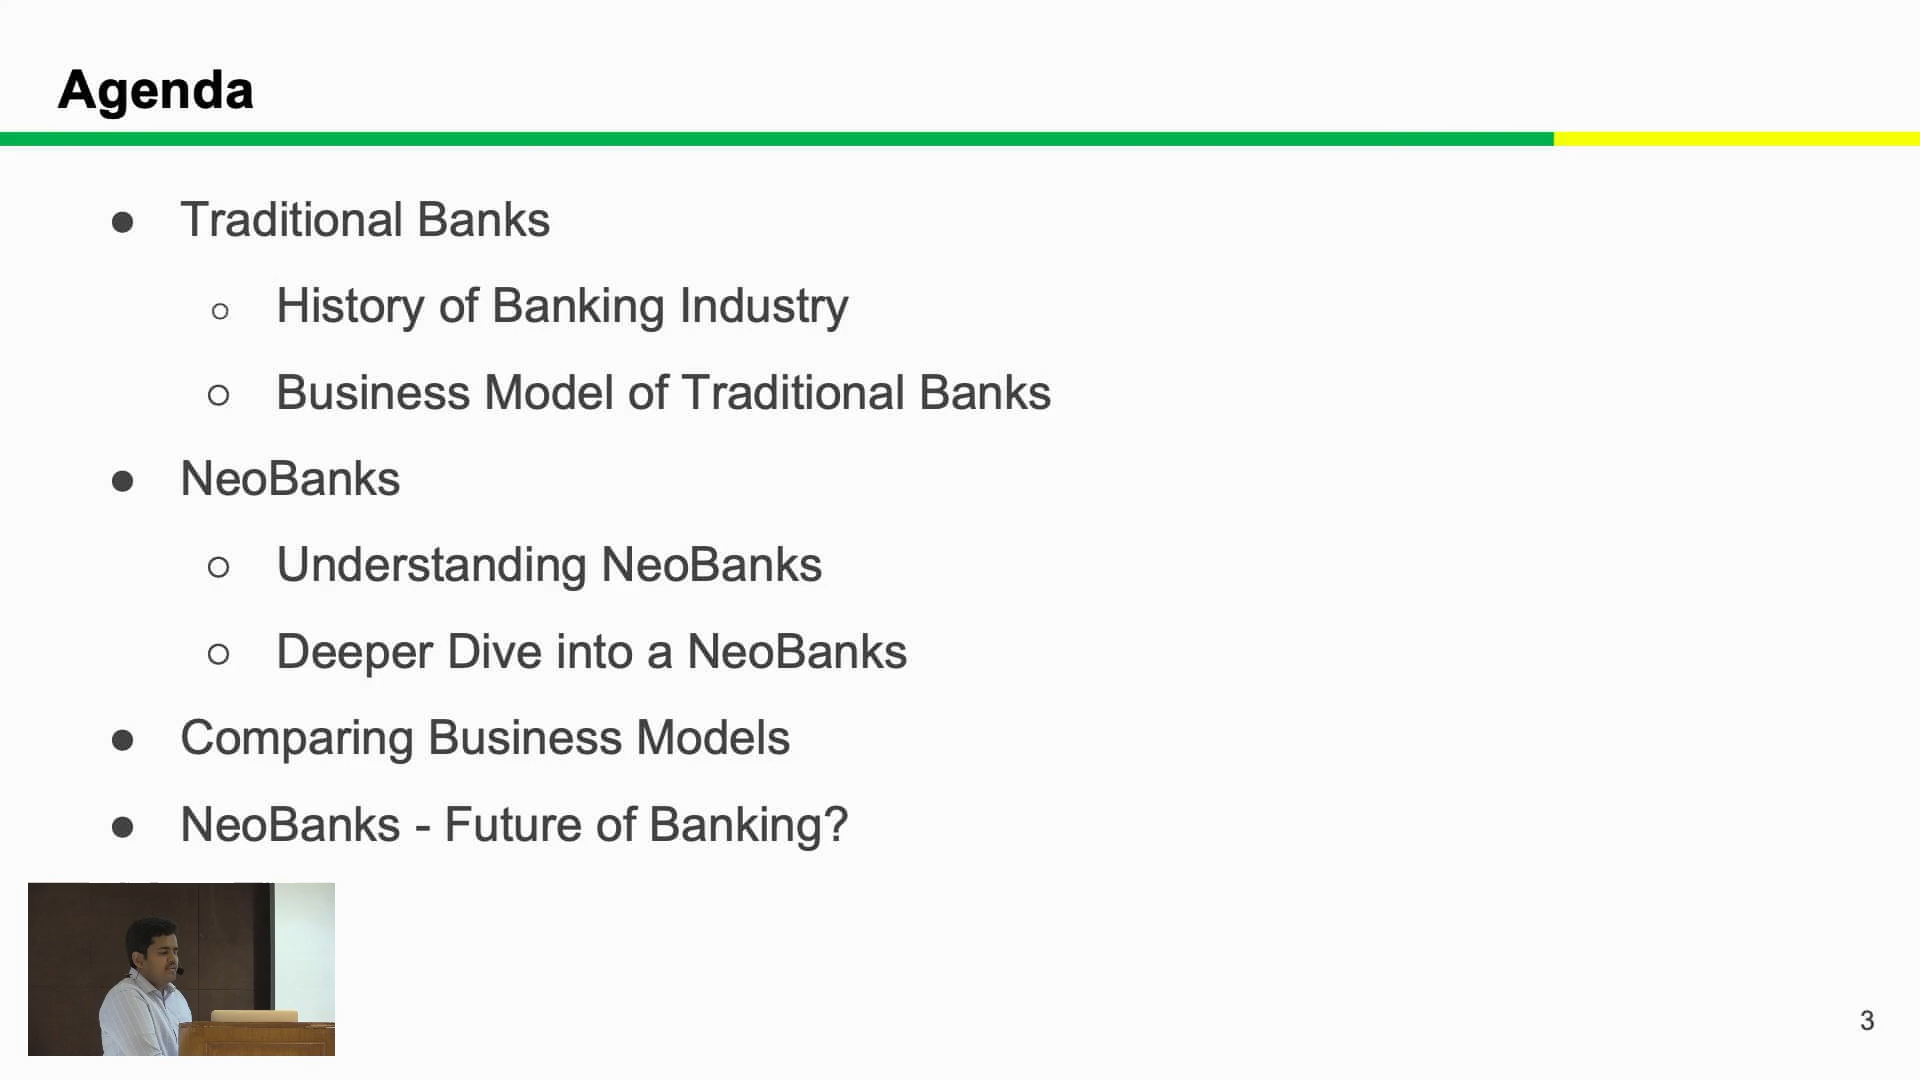 Agenda
● Traditional Banks
○ History of Banking Industry
○ Business Model of Traditional Banks
● NeoBanks
○ Understanding NeoBanks
○ Deeper Dive into a NeoBanks
● Comparing Business Models
● NeoBanks - Future of Banking?
3